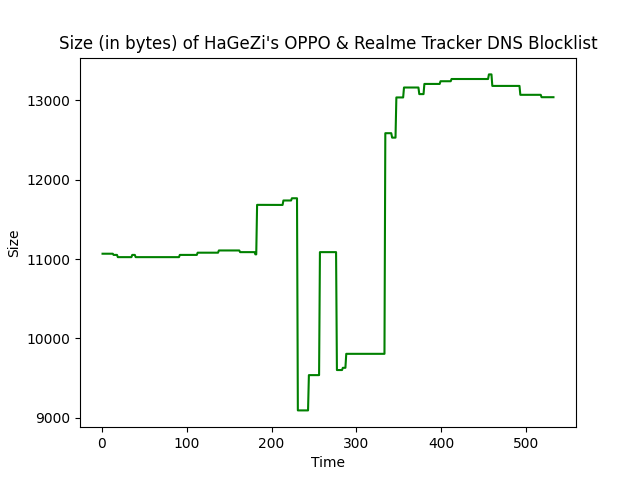 Size (in bytes) of HaGeZi's OPPO & Realme Tracker DNS Blocklist
13000
12000
11000
10000
9000
Size
0 100 200 300 400 500
Time